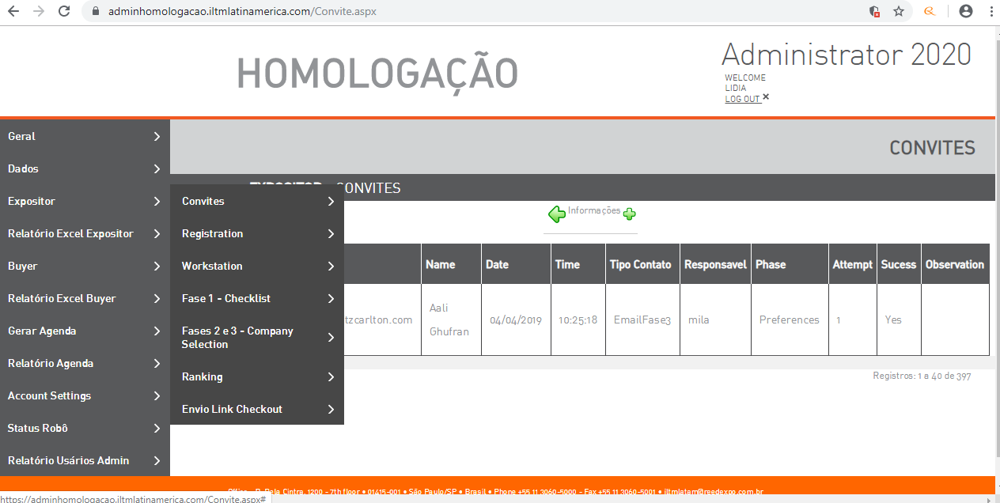 adminhomologacao.iltmlatinamerica.com/Convite.aspx
HOMOLOGAÇÃO
Administrator 2020
WELCOME
LIDIA
LOG OUT
Geral
Dados
Expositor
Relatório Excel Expositor
Buyer
Relatório Excel Buyer
Gerar Agenda
Relatório Agenda
Account Settings
Status Robô
Relatório Usários Admin
CONVITES
CONVITES
Convites
Registration
Workstation
Fase 1 - Checklist
Fases 2 e 3 - Company
Selection
Ranking
Envio Link Checkout
Informações
Name Date Time Tipo Contato Responsavel Phase Attempt Sucess Observation
tzcarlton.com Aali Ghufran 04/04/2019 10:25:18 EmailFase3 mila Preferences 1 Yes
Registros: 1 a 40 de 397
Cintra, 1200 - 7th floor • 01415-001 • São Paulo/SP • Brasil • Phone +55 11 3060-5000 - Fax +55 11 3060-5001 • iltmlatam@reedexpo.com.br
https://adminhomologacao.iltmlatinamerica.com/Convite.aspx#